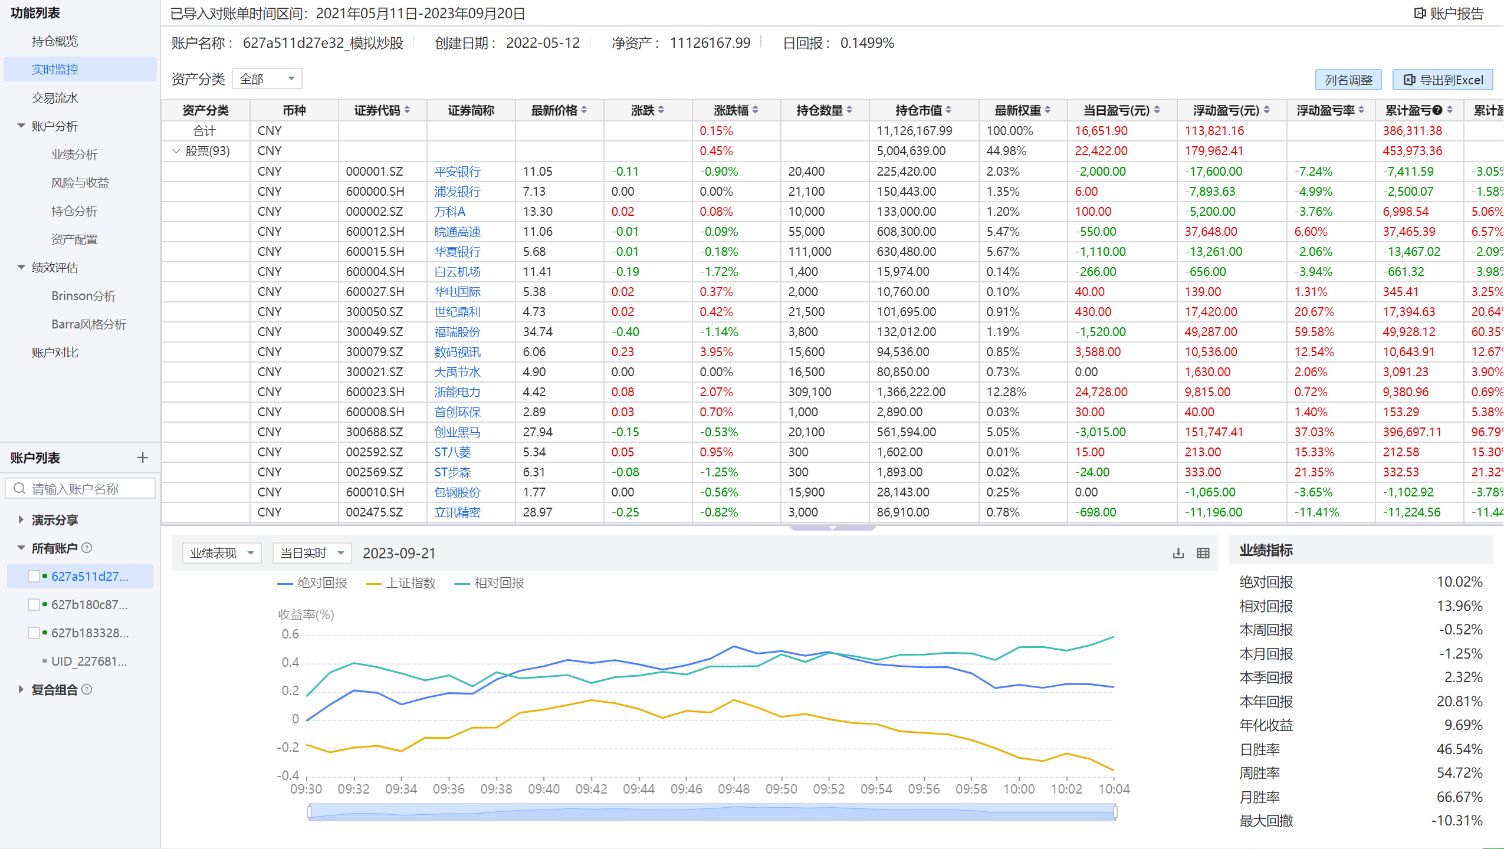 功能列表
持仓概览
实时监控
交易流水
账户分析
业绩分析
风险与收益
持仓分析
资产配置
绩效评估
Brinson分析
Barra风格分析
账户对比
账户列表
请输入账户名称
演示分享
所有账户
627a511d27...
627b180c87...
627b183328...
UID_227681...
复合组合
已导入对账单时间区间：2021年05月11日-2023年09月20日 账户报告
账户名称： 627a511d27e32_模拟炒股 创建日期： 2022-05-12 净资产： 11126167.99 日回报： 0.1499%
资产分类 全部 列名调整 导出到Excel
资产分类 币种 证券代码 证券简称 最新价格 涨跌 涨跌幅 持仓数量 持仓市值 最新权重 当日盈亏(元) 浮动盈亏(元) 浮动盈亏率 累计盈亏 累计盈
合计 CNY 0.15% 11,126,167.99 100.00% 16,651.90 113,821.16 386,311.38
股票(93) CNY 0.45% 5,004,639.00 44.98% 22,422.00 179,962.41 453,973.36
CNY 000001.SZ 平安银行 11.05 -0.11 -0.90% 20,400 225,420.00 2.03% -2,000.00 -17,600.00 -7.24% -7,411.59 -3.05%
CNY 600000.SH 浦发银行 7.13 0.00 0.00% 21,100 150,443.00 1.35% 6.00 -7,893.63 -4.99% -2,500.07 -1.58%
CNY 000002.SZ 万科A 13.30 0.02 0.08% 10,000 133,000.00 1.20% 100.00 -5,200.00 -3.76% 6,998.54 5.06%
CNY 600012.SH 皖通高速 11.06 -0.01 -0.09% 55,000 608,300.00 5.47% -550.00 37,648.00 6.60% 37,465.39 6.57%
CNY 600015.SH 华夏银行 5.68 -0.01 -0.18% 111,000 630,480.00 5.67% -1,110.00 -13,261.00 -2.06% -13,467.02 -2.09%
CNY 600004.SH 白云机场 11.41 -0.19 -1.72% 1,400 15,974.00 0.14% -266.00 -656.00 -3.94% -661.32 -3.98%
CNY 600027.SH 华电国际 5.38 0.02 0.37% 2,000 10,760.00 0.10% 40.00 139.00 1.31% 345.41 3.25%
CNY 300050.SZ 世纪鼎利 4.73 0.02 0.42% 21,500 101,695.00 0.91% 430.00 17,420.00 20.67% 17,394.63 20.64%
CNY 300049.SZ 福瑞股份 34.74 -0.40 -1.14% 3,800 132,012.00 1.19% -1,520.00 49,287.00 59.58% 49,928.12 60.35%
CNY 300079.SZ 数码视讯 6.06 0.23 3.95% 15,600 94,536.00 0.85% 3,588.00 10,536.00 12.54% 10,643.91 12.67%
CNY 300021.SZ 大禹节水 4.90 0.00 0.00% 16,500 80,850.00 0.73% 0.00 1,630.00 2.06% 3,091.23 3.90%
CNY 600023.SH 浙能电力 4.42 0.08 2.07% 309,100 1,366,222.00 12.28% 24,728.00 9,815.00 0.72% 9,380.96 0.69%
CNY 600008.SH 首创环保 2.89 0.03 0.70% 1,000 2,890.00 0.03% 30.00 40.00 1.40% 153.29 5.38%
CNY 300688.SZ 创业黑马 27.94 -0.15 -0.53% 20,100 561,594.00 5.05% -3,015.00 151,747.41 37.03% 396,697.11 96.79%
CNY 002592.SZ ST八菱 5.34 0.05 0.95% 300 1,602.00 0.01% 15.00 213.00 15.33% 212.58 15.30%
CNY 002569.SZ ST步森 6.31 -0.08 -1.25% 300 1,893.00 0.02% -24.00 333.00 21.35% 332.53 21.32%
CNY 600010.SH 包钢股份 1.77 0.00 -0.56% 15,900 28,143.00 0.25% 0.00 -1,065.00 -3.65% -1,102.92 -3.78%
CNY 002475.SZ 立讯精密 28.97 -0.25 -0.82% 3,000 86,910.00 0.78% -698.00 -11,196.00 -11.41% -11,224.56 -11.44
业绩表现 当日实时 2023-09-21
绝对回报 上证指数 相对回报
收益率(%)
0.6
0.4
0.2
0
-0.2
-0.4
09:30 09:32 09:34 09:36 09:38 09:40 09:42 09:44 09:46 09:48 09:50 09:52 09:54 09:56 09:58 10:00 10:02 10:04
业绩指标
绝对回报 10.02%
相对回报 13.96%
本周回报 -0.52%
本月回报 -1.25%
本季回报 2.32%
本年回报 20.81%
年化收益 9.69%
日胜率 46.54%
周胜率 54.72%
月胜率 66.67%
最大回撤 -10.31%